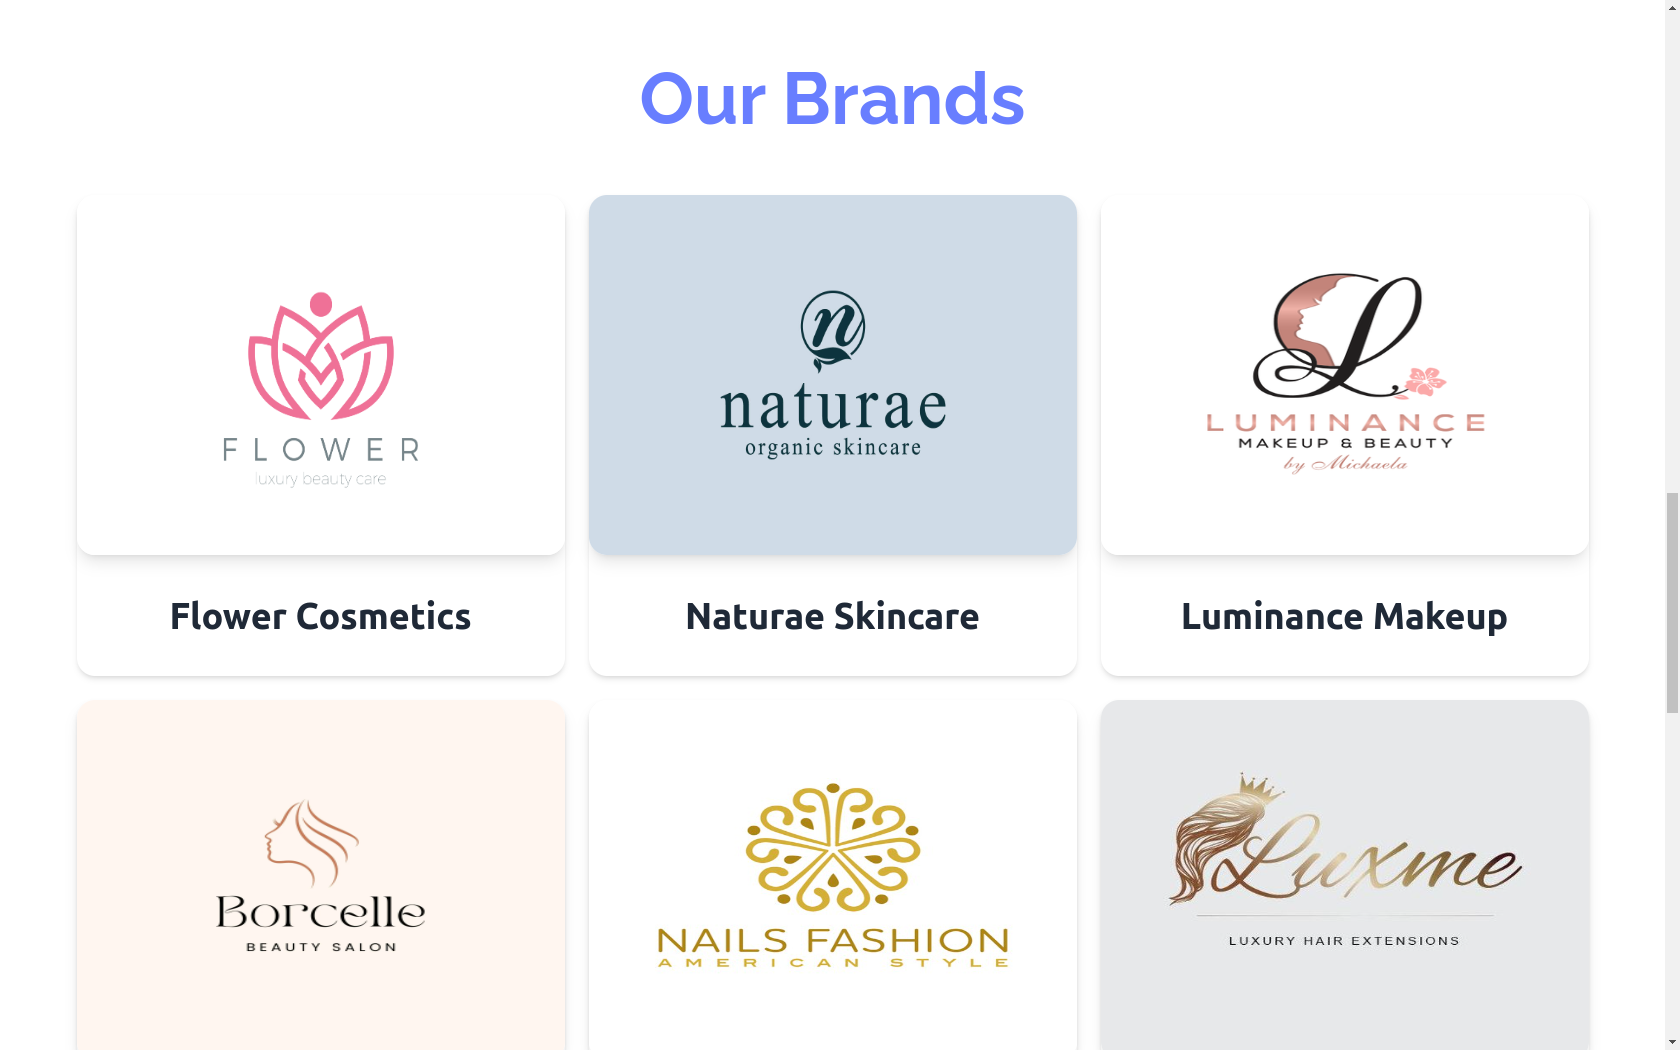 Our Brands
FLOWER
luxury beauty care
n
naturae
organic skincare
L
LUMINANCE
MAKEUP & BEAUTY
by Michaela
Flower Cosmetics
Naturae Skincare
Luminance Makeup
Borcelle
BEAUTY SALON
NAILS FASHION
AMERICAN STYLE
Luxme
LUXURY HAIR EXTENSIONS